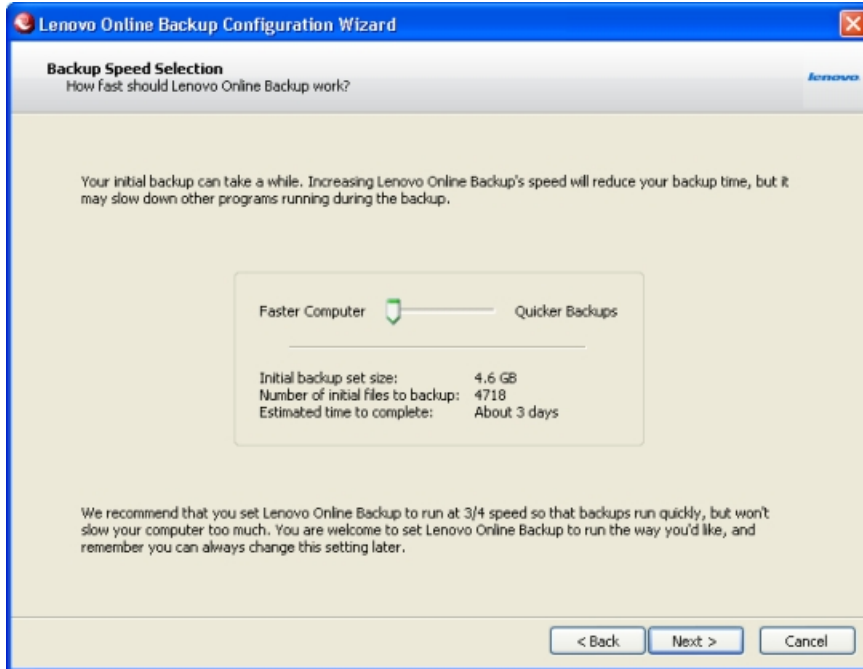 Lenovo Online Backup Configuration Wizard
Backup Speed Selection
How fast should Lenovo Online Backup work?
lenovo
Your initial backup can take a while. Increasing Lenovo Online Backup's speed will reduce your backup time, but it
may slow down other programs running during the backup.
Faster Computer Quicker Backups
Initial backup set size: 4.6 GB
Number of initial files to backup: 4718
Estimated time to complete: About 3 days
We recommend that you set Lenovo Online Backup to run at 3/4 speed so that backups run quickly, but won't
slow your computer too much. You are welcome to set Lenovo Online Backup to run the way you'd like, and
remember you can always change this setting later.
< Back Next > Cancel